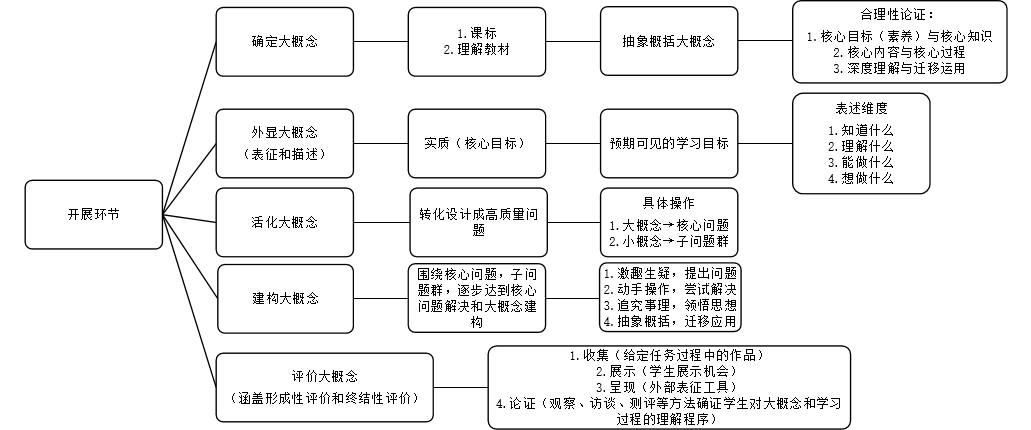 开展环节
确定大概念
1.课标
2.理解教材
抽象概括大概念
合理性论证：
1.核心目标（素养）与核心知识
2.核心内容与核心过程
3.深度理解与迁移运用
外显大概念
（表征和描述）
实质（核心目标）
预期可见的学习目标
表述维度
1.知道什么
2.理解什么
3.能做什么
4.想做什么
活化大概念
转化设计成高质量问
题
具体操作
1.大概念→核心问题
2.小概念→子问题群
建构大概念
围绕核心问题，子问
题群，逐步达到核心
问题解决和大概念建
构
1.激趣生疑，提出问题
2.动手操作，尝试解决
3.追究事理，领悟思想
4.抽象概括，迁移应用
评价大概念
（涵盖形成性评价和终结性评价）
1.收集（给定任务过程中的作品）
2.展示（学生展示机会）
3.呈现（外部表征工具）
4.论证（观察、访谈、测评等方法确证学生对大概念和学习
过程的理解程序）